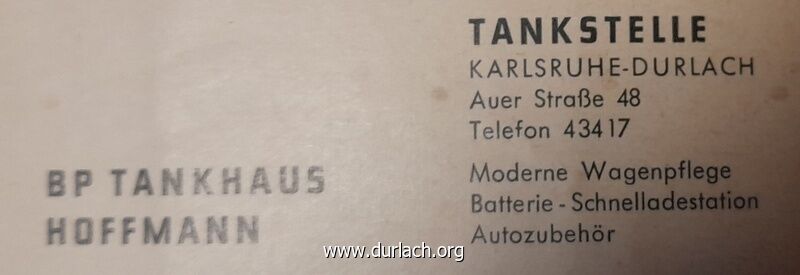 TANKSTELLE
KARLSRUHE-DURLACH
Auer Straße 48
Telefon 43417
BP TANKHAUS
HOFFMANN
Moderne Wagenpflege
Batterie - Schnelladestation
Autozubehör
www.durlach.org